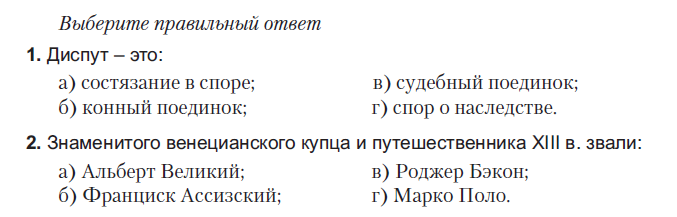 Выберите правильный ответ
1. Диспут – это:
а) состязание в споре; в) судебный поединок;
б) конный поединок; г) спор о наследстве.
2. Знаменитого венецианского купца и путешественника XIII в. звали:
а) Альберт Великий; в) Роджер Бэкон;
б) Франциск Ассизский; г) Марко Поло.